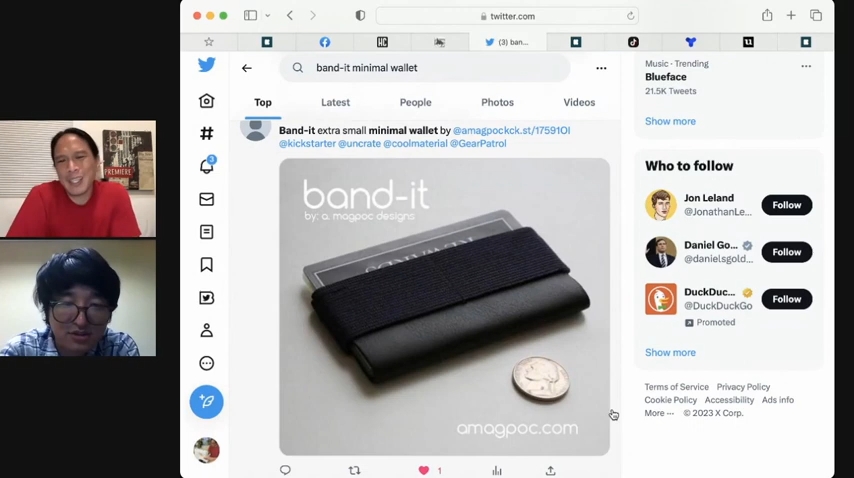 twitter.com
(3) ban...
band-it minimal wallet
Top
Latest
People
Photos
Videos
Band-it extra small minimal wallet by @amagpockck.st/17591OI
@kickstarter @uncrate @coolmaterial @GearPatrol
band-it
by: a. magpoc designs
amagpoc.com
1
3
Music · Trending
Blueface
21.5K Tweets
Show more
Who to follow
Jon Leland
@JonathanLe...
Follow
Daniel Go...
@danielsgold...
Follow
DuckDuc...
@DuckDuckGo
Follow
Promoted
Show more
Terms of Service Privacy Policy
Cookie Policy Accessibility Ads info
More ··· © 2023 X Corp.
PREMIERE
HC